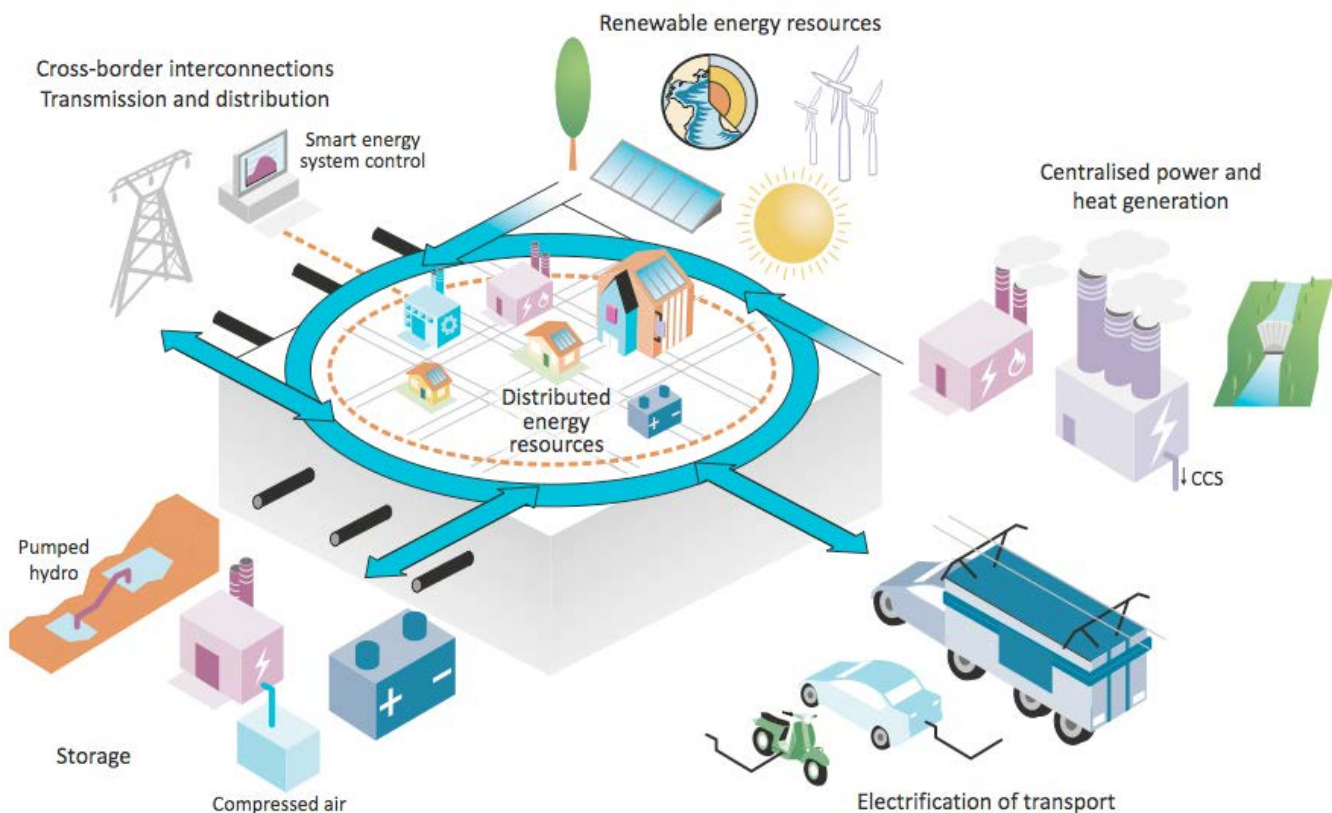 Renewable energy resources
Cross-border interconnections
Transmission and distribution
Smart energy
system control
Centralised power and
heat generation
Distributed
energy
resources
CCS
Pumped
hydro
Storage
Compressed air
Electrification of transport